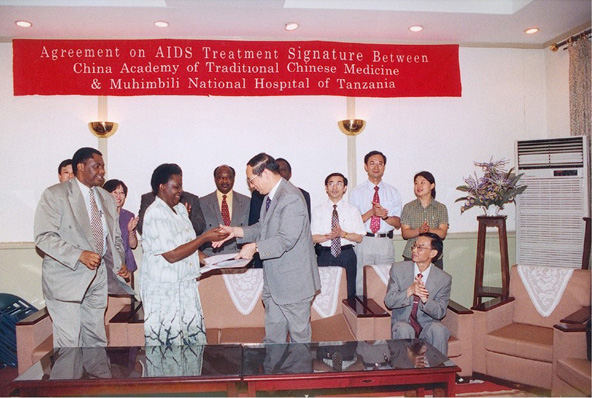 Agreement on AIDS Treatment Signature Between
China Academy of Traditional Chinese Medicine
& Muhimbili National Hospital of Tanzania